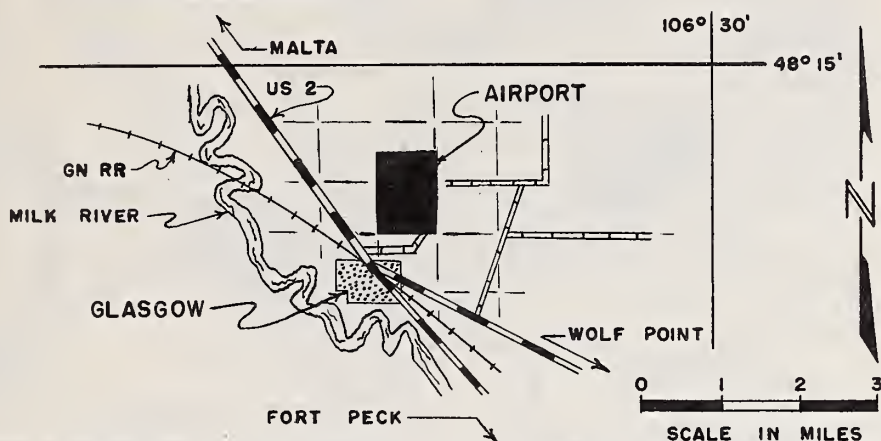 106° 30'
MALTA
48° 15'
US 2
AIRPORT
GN RR
MILK RIVER
GLASGOW
WOLF POINT
FORT PECK
N
0 1 2 3
SCALE IN MILES